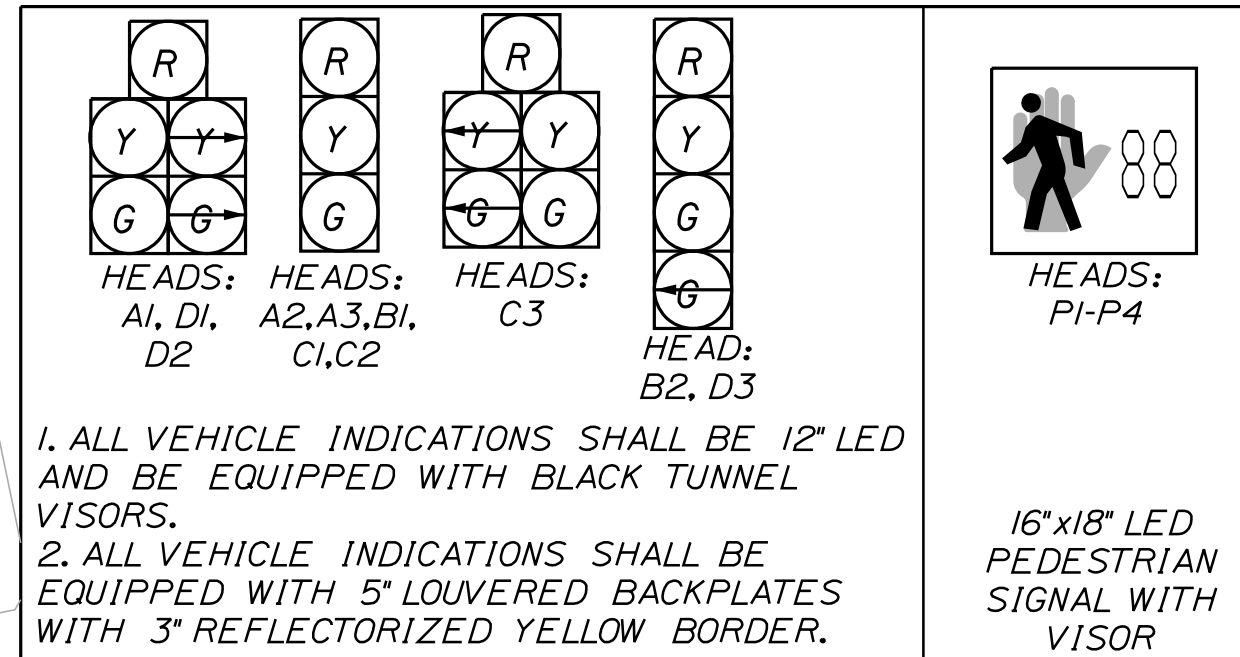 R
Y Y
G G
HEADS:
A1, D1,
D2
R
Y
G
HEADS:
A2,A3,B1,
C1,C2
R
Y Y
G G
HEADS:
C3
R
Y
G
G
HEAD:
B2, D3
1. ALL VEHICLE INDICATIONS SHALL BE 12" LED
AND BE EQUIPPED WITH BLACK TUNNEL
VISORS.
2. ALL VEHICLE INDICATIONS SHALL BE
EQUIPPED WITH 5" LOUVERED BACKPLATES
WITH 3" REFLECTORIZED YELLOW BORDER.
88
HEADS:
P1-P4
16"x18" LED
PEDESTRIAN
SIGNAL WITH
VISOR